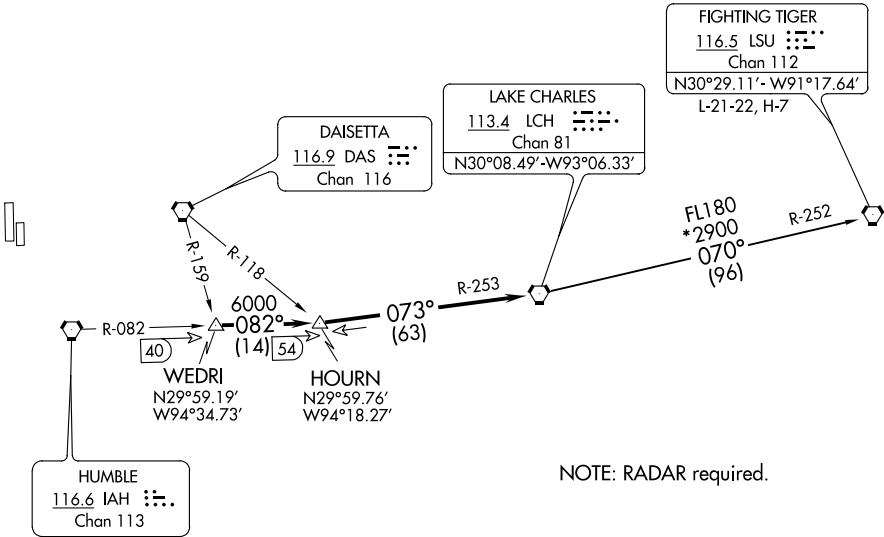 FIGHTING TIGER
116.5 LSU
Chan 112
N30°29.11'- W91°17.64'
L-21-22, H-7
LAKE CHARLES
113.4 LCH
Chan 81
N30°08.49'-W93°06.33'
DAISETTA
116.9 DAS
Chan 116
R-159
R-118
R-253
FL180
*2900
070°
(96)
R-252
R-082
40
6000
082°
(14)
54
073°
(63)
WEDRI
N29°59.19'
W94°34.73'
HOURN
N29°59.76'
W94°18.27'
HUMBLE
116.6 IAH
Chan 113
NOTE: RADAR required.